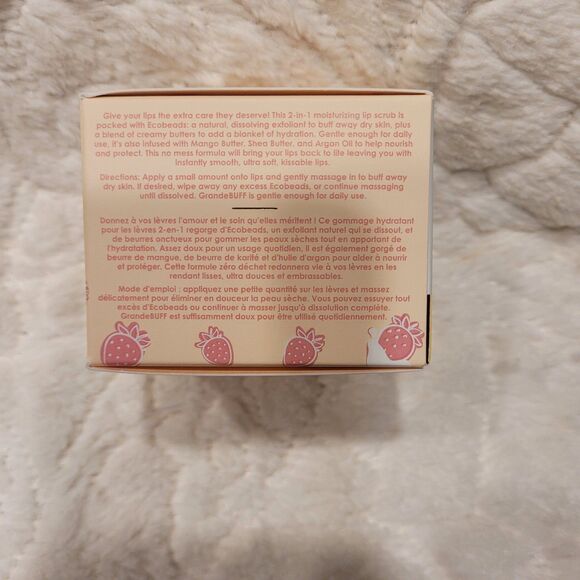 Give your lips the extra care they deserve! This 2-in-1 moisturizing lip scrub is
packed with Ecobeads: a natural, dissolving exfoliant to buff away dry skin, plus
a blend of creamy butters to add a blanket of hydration. Gentle enough for daily
use, it's also infused with Mango Butter, Shea Butter, and Argan Oil to help nourish
and protect. This no mess formula will bring your lips back to life leaving you with
instantly smooth, ultra soft, kissable lips.
Directions: Apply a small amount onto lips and gently massage in to buff away
dry skin. If desired, wipe away any excess Ecobeads, or continue massaging
until dissolved. GrandeBUFF is gentle enough for daily use.
Donnez à vos lèvres l'amour et le soin qu'elles méritent ! Ce gommage hydratant
pour les lèvres 2-en-1 regorge d'Ecobeads, un exfoliant naturel qui se dissout, et
de beurres onctueux pour gommer les peaux sèches tout en apportant de
l'hydratation. Assez doux pour un usage quotidien, il est également gorgé de
beurre de mangue, de beurre de karité et d'huile d'argan pour aider à nourir
et protéger. Cette formule zéro déchet redonnera vie à vos lèvres en les
rendant lisses, ultra douces et embrassables.
Mode d'emploi : appliquez une petite quantité sur les lèvres et massez
délicatement pour éliminer en douceur la peau sèche. Vous pouvez essuyer tout
excès d'Ecobeads ou continuer à masser jusqu'à dissolution complète.
GrandeBUFF est suffisamment doux pour être utilisé quotidiennement.